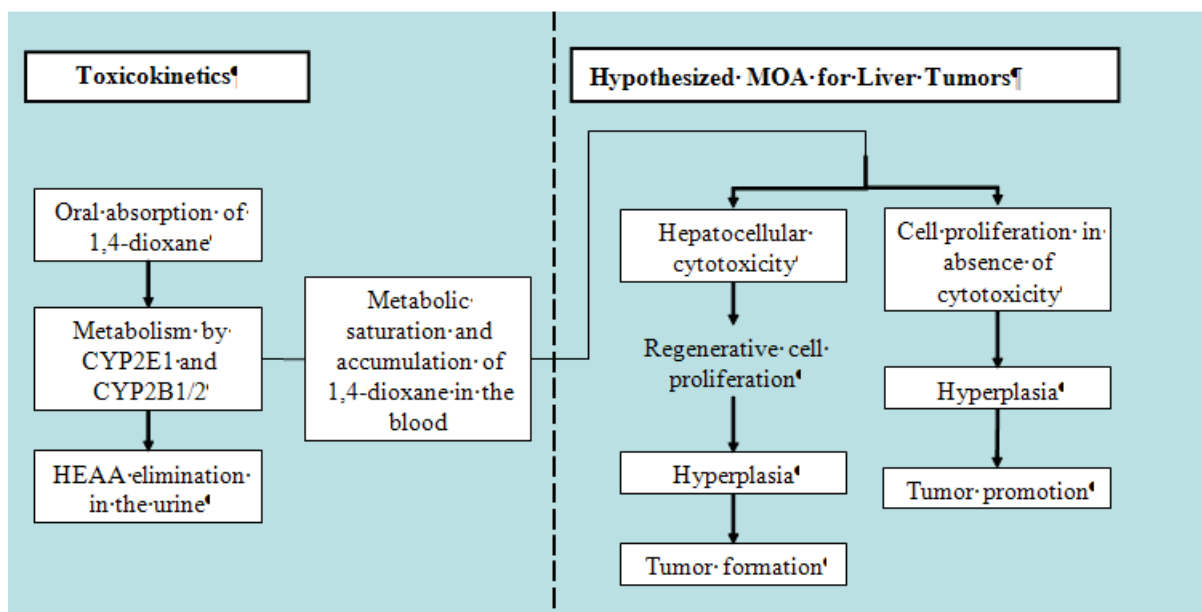 Toxicokinetics¶
Oral·absorption·of·
1,4-dioxane¶
Metabolism·by·
CYP2E1·and·
CYP2B1/2¶
HEAA·elimination·
in·the·urine¶
Metabolic·
saturation·and·
accumulation·of·
1,4-dioxane·in·the·
blood
Hypothesized·MOA·for·Liver·Tumors¶
Hepatocellular·
cytotoxicity¶
Regenerative·cell·
proliferation¶
Hyperplasia¶
Tumor·formation¶
Cell·proliferation·in·
absence·of·
cytotoxicity¶
Hyperplasia¶
Tumor·promotion¶